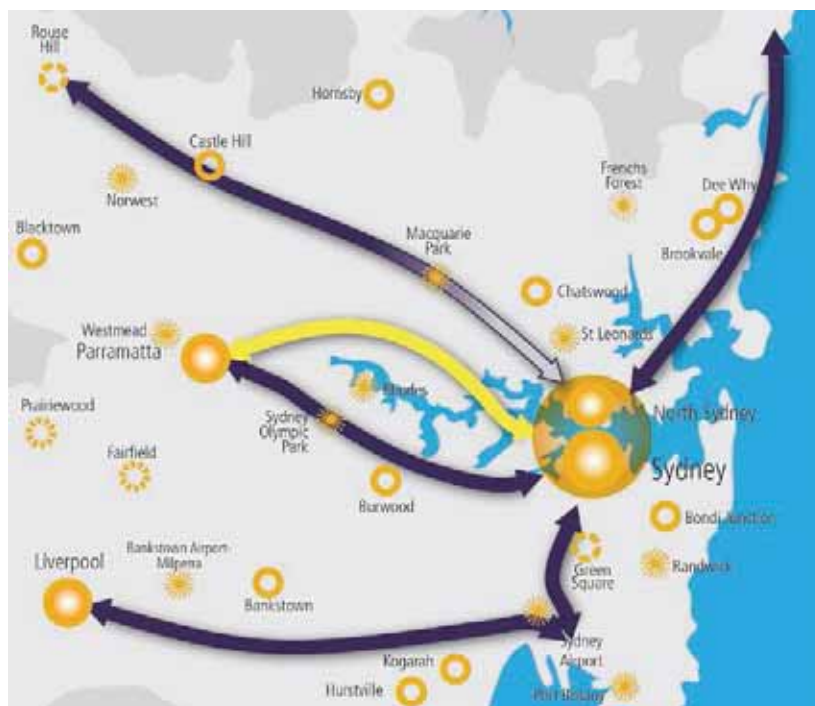 Rouse
Hill
Hornsby
Castle Hill
Norwest
Frenchs
Forest
Dee Why
Blacktown
Macquarie
Park
Brookvale
Chatswood
Westmead
Parramatta
St Leonards
Rhodes
Prairiewood
Sydney
Olympic
Park
North Sydney
Fairfield
Sydney
Burwood
Bondi Junction
Liverpool
Bankstown Airport-
Milperra
Green
Square
Randwick
Bankstown
Sydney
Airport
Kogarah
Hurstville
Port Botany